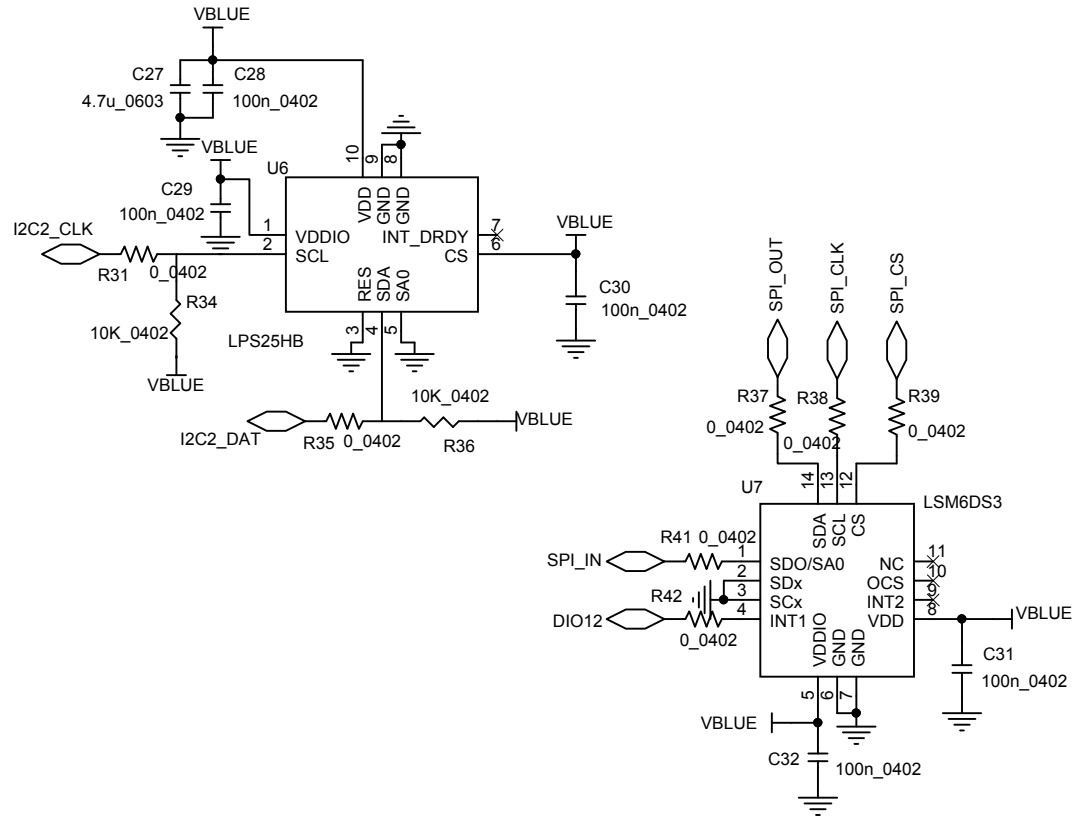 VBLUE
C27
4.7u_0603
C28
100n_0402
VBLUE
C29
100n_0402
U6
10
9
8
VDD
GND
GND
1
VDDIO
2
SCL
INT_DRDY
7
CS
6
RES
SDA
SA0
3
4
5
LPS25HB
I2C2_CLK
R31
0_0402
R34
10K_0402
VBLUE
VBLUE
C30
100n_0402
I2C2_DAT
R35
0_0402
10K_0402
R36
VBLUE
SPI_OUT
SPI_CLK
SPI_CS
R37
0_0402
R38
0_0402
R39
0_0402
U7
LSM6DS3
14
13
12
SDA
SCL
CS
SPI_IN
R41 0_0402
1
SDO/SA0
2
SDx
3
SCx
4
INT1
R42
DIO12
0_0402
NC
11
OCS
10
INT2
9
VDD
8
VDDIO
GND
GND
5
6
7
VBLUE
C31
100n_0402
VBLUE
C32
100n_0402